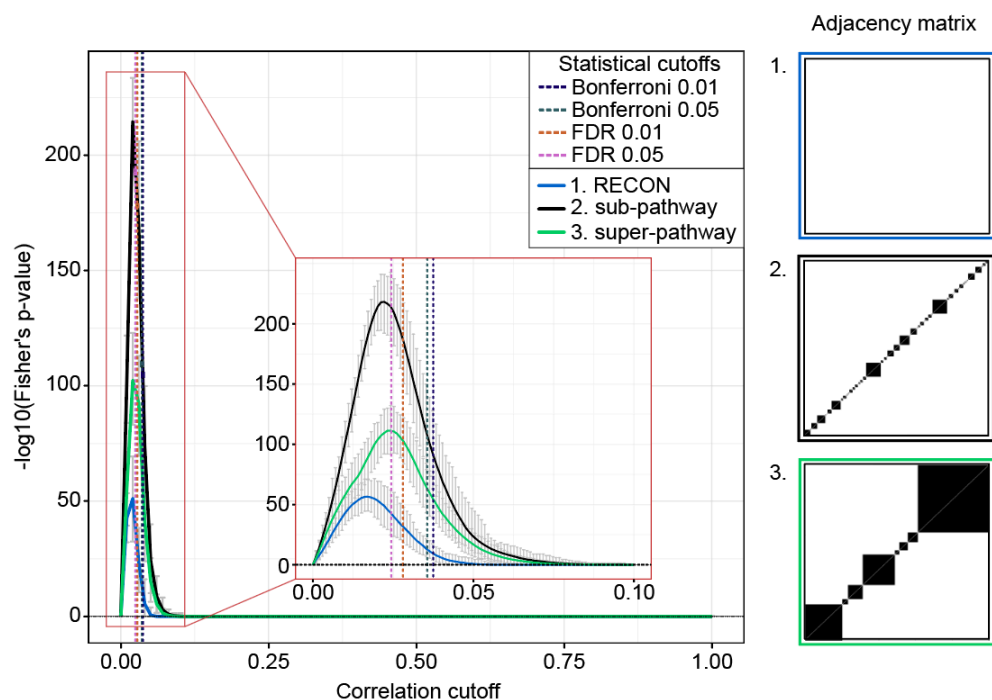 Adjacency matrix
Statistical cutoffs
Bonferroni 0.01
Bonferroni 0.05
FDR 0.01
FDR 0.05
1. RECON
2. sub-pathway
3. super-pathway
-log10(Fisher's p-value)
200
150
100
50
0
0.00
0.25
0.50
0.75
1.00
Correlation cutoff
200
150
100
50
0
0.00
0.05
0.10
1.
2.
3.